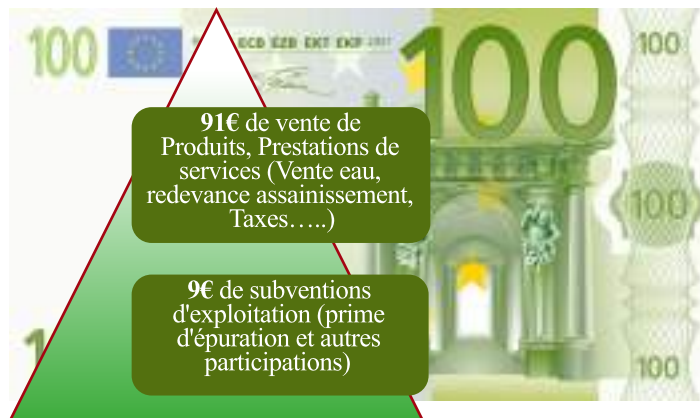 100
ECB EZB EKT EKP
100
100
91€ de vente de
Produits, Prestations de
services (Vente eau,
redevance assainissement,
Taxes…..)
100
9€ de subventions
d'exploitation (prime
d'épuration et autres
participations)
100